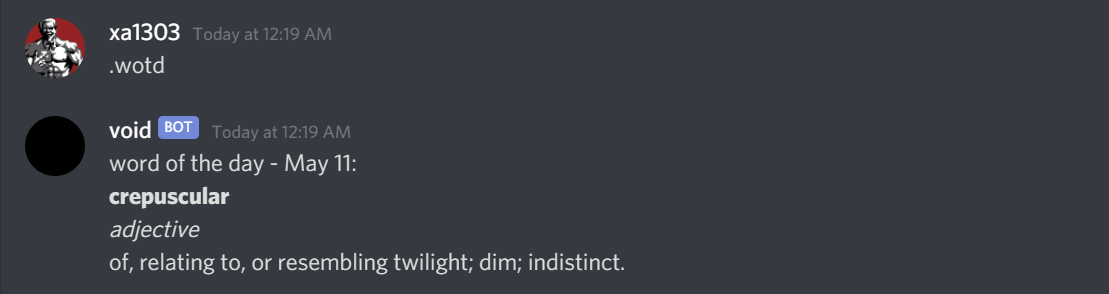 xa1303 Today at 12:19 AM
.wotd
void BOT Today at 12:19 AM
word of the day - May 11:
crepuscular
adjective
of, relating to, or resembling twilight; dim; indistinct.